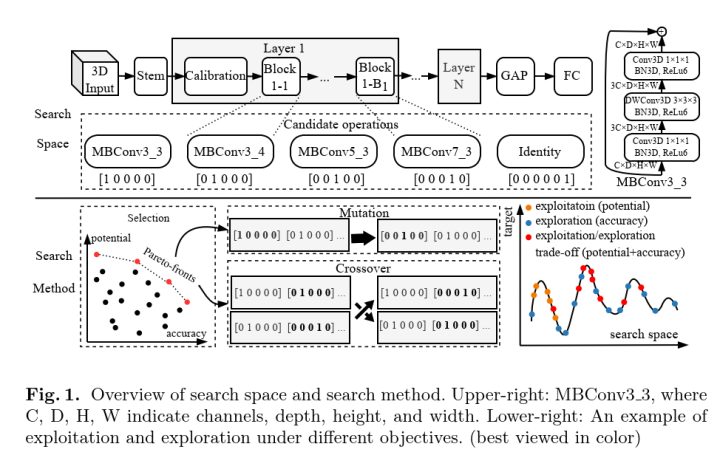 Layer 1
3D
Input
Stem
Calibration
Block
1-1
...
Block
1-B1
...
Layer
N
GAP
FC
Search
Space
Candidate operations
MBConv3_3
MBConv3_4
MBConv5_3
MBConv7_3
Identity
[1 0 0 0 0]
[0 1 0 0 0]
[0 0 1 0 0]
[0 0 0 1 0]
[0 0 0 0 0 1]
C×D×H×W
Conv3D 1×1×1
BN3D, ReLu6
3C×D×H×W
DWConv3D 3×3×3
BN3D, ReLu6
3C×D×H×W
Conv3D 1×1×1
BN3D, ReLu6
C×D×H×W
MBConv3_3
Search
Method
Selection
potential
Pareto-fronts
accuracy
Mutation
[1 0 0 0 0] [0 1 0 0 0] ...
[0 0 1 0 0] [0 1 0 0 0] ...
Crossover
[1 0 0 0 0] [0 1 0 0 0] ...
[0 1 0 0 0] [0 0 0 1 0] ...
[1 0 0 0 0] [0 0 0 1 0] ...
[0 1 0 0 0] [0 1 0 0 0] ...
target
exploitatoin (potential)
exploration (accuracy)
exploitation/exploration
trade-off (potential+accuracy)
search space
Fig. 1. Overview of search space and search method. Upper-right: MBConv3_3, where
C, D, H, W indicate channels, depth, height, and width. Lower-right: An example of
exploitation and exploration under different objectives. (best viewed in color)